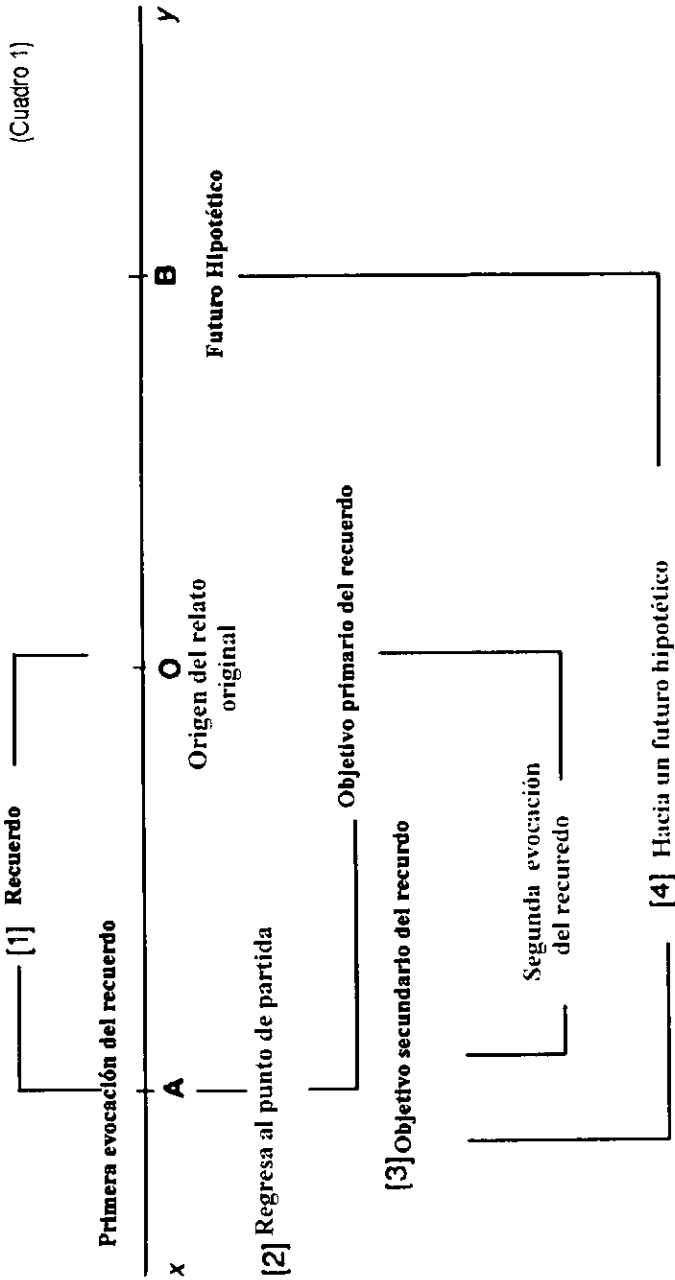 (Cuadro 1)
[1] Recuerdo
Primera evocación del recuerdo
x
A
O
B
y
Origen del relato
original
Futuro Hipotético
[2] Regresa al punto de partida
Objetivo primario del recuerdo
[3] Objetivo secundario del recurdo
Segunda evocación
del recuredo
[4] Hacia un futuro hipotético